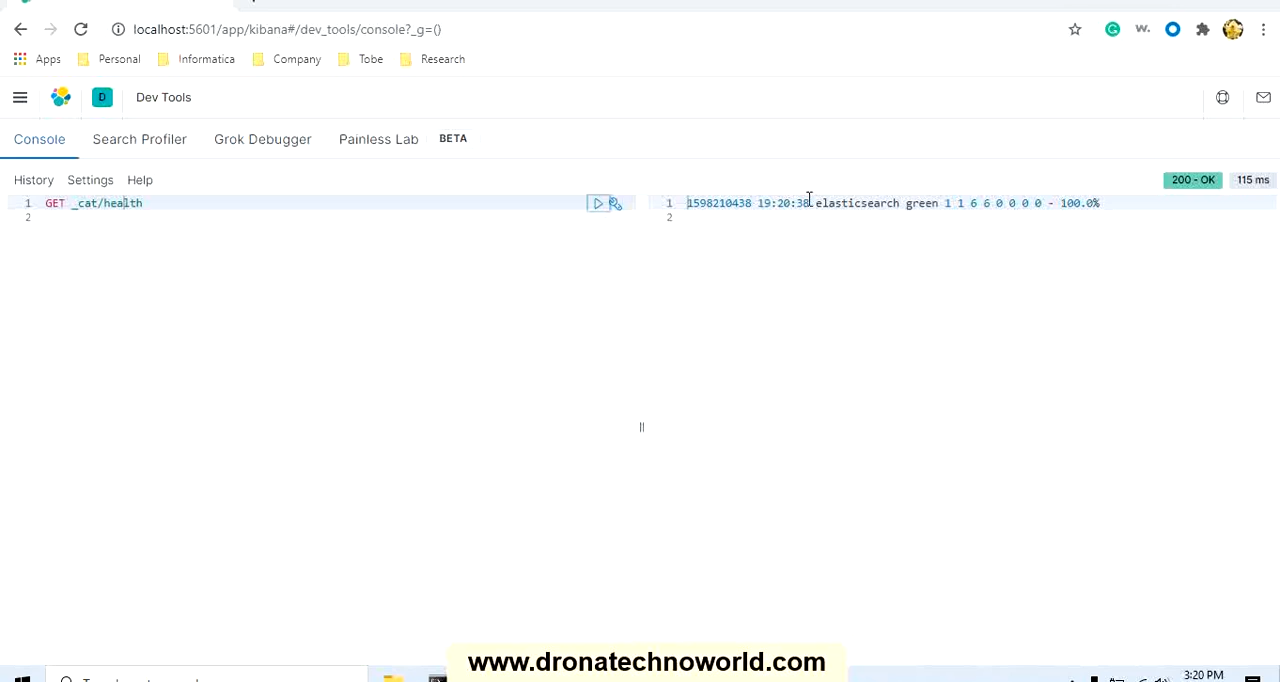 localhost:5601/app/kibana#/dev_tools/console?_g=()
w.
Apps Personal Informatica Company Tobe Research
D Dev Tools
Console Search Profiler Grok Debugger Painless Lab BETA
History Settings Help 200 - OK 115 ms
1 GET _cat/health 1 1598210438 19:20:38 elasticsearch green 1 1 6 6 0 0 0 0 - 100.0%
2 2
www.dronatechnoworld.com
3:20 PM